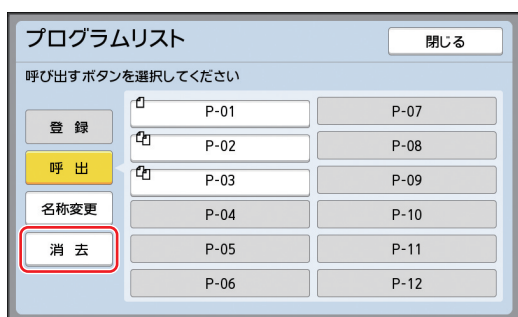 プログラムリスト
閉じる
呼び出すボタンを選択してください
登 録
呼 出
名称変更
消 去
P-01
P-02
P-03
P-04
P-05
P-06
P-07
P-08
P-09
P-10
P-11
P-12